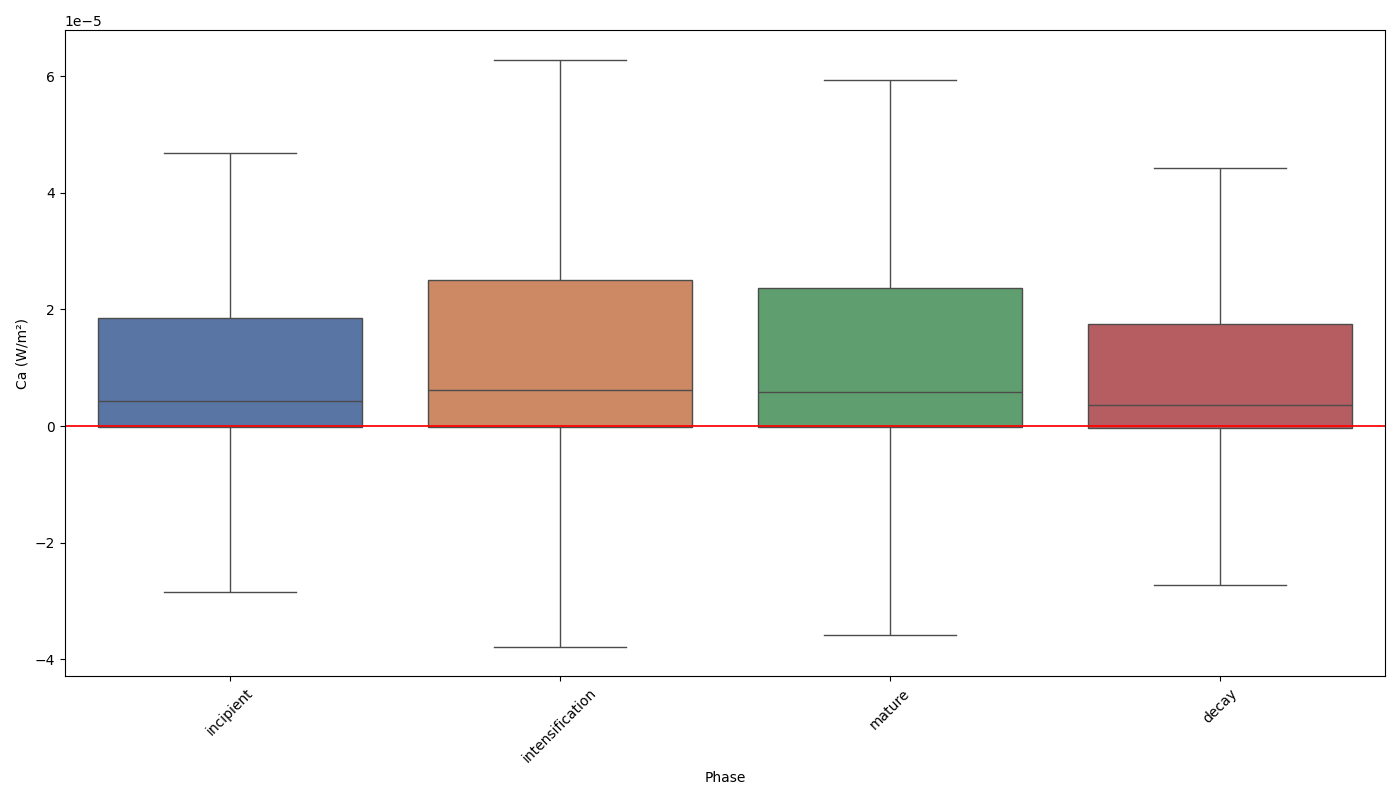 1e−5
6
4
2
0
−2
−4
Ca (W/m²)
incipient
intensification
mature
decay
Phase